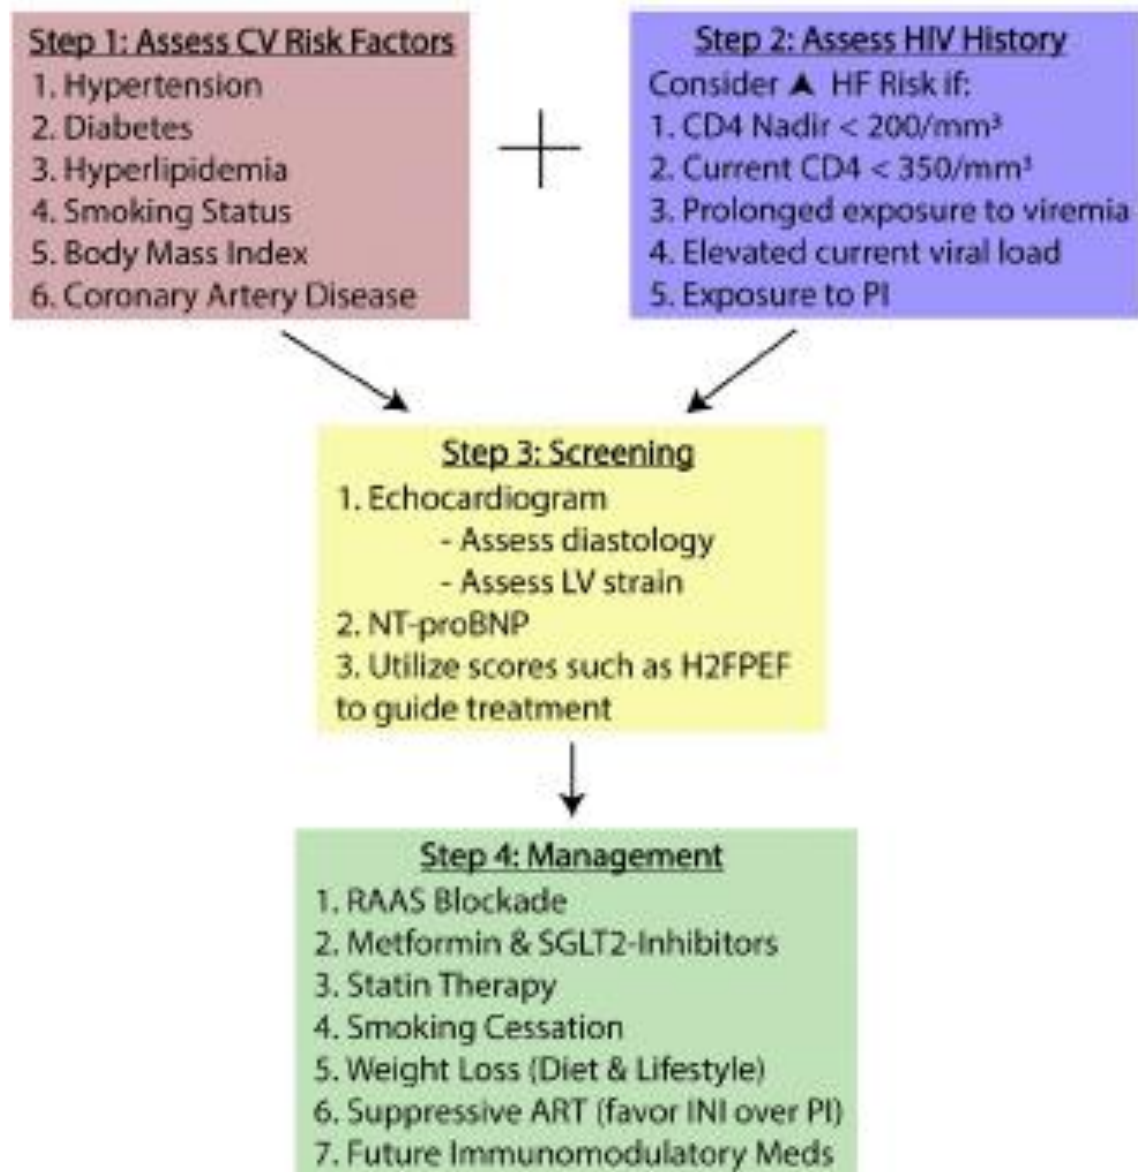 Step 1: Assess CV Risk Factors
1. Hypertension
2. Diabetes
3. Hyperlipidemia
4. Smoking Status
5. Body Mass Index
6. Coronary Artery Disease
Step 2: Assess HIV History
Consider ▲ HF Risk if:
1. CD4 Nadir < 200/mm³
2. Current CD4 < 350/mm³
3. Prolonged exposure to viremia
4. Elevated current viral load
5. Exposure to PI
Step 3: Screening
1. Echocardiogram
- Assess diastology
- Assess LV strain
2. NT-proBNP
3. Utilize scores such as H2FPEF
to guide treatment
Step 4: Management
1. RAAS Blockade
2. Metformin & SGLT2-Inhibitors
3. Statin Therapy
4. Smoking Cessation
5. Weight Loss (Diet & Lifestyle)
6. Suppressive ART (favor INI over PI)
7. Future Immunomodulatory Meds